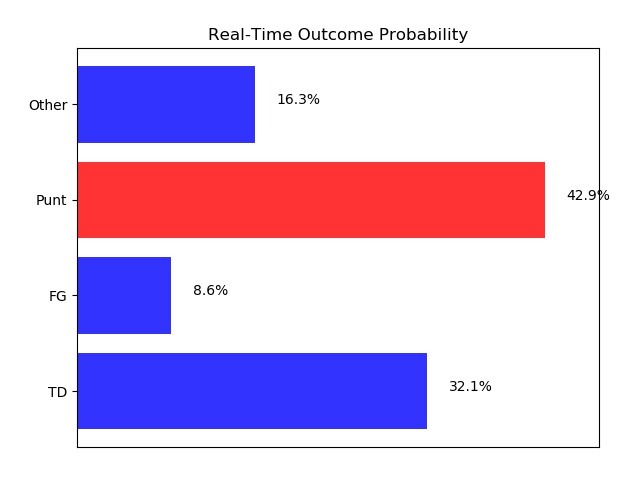 Real-Time Outcome Probability
Other
16.3%
Punt
42.9%
FG
8.6%
TD
32.1%